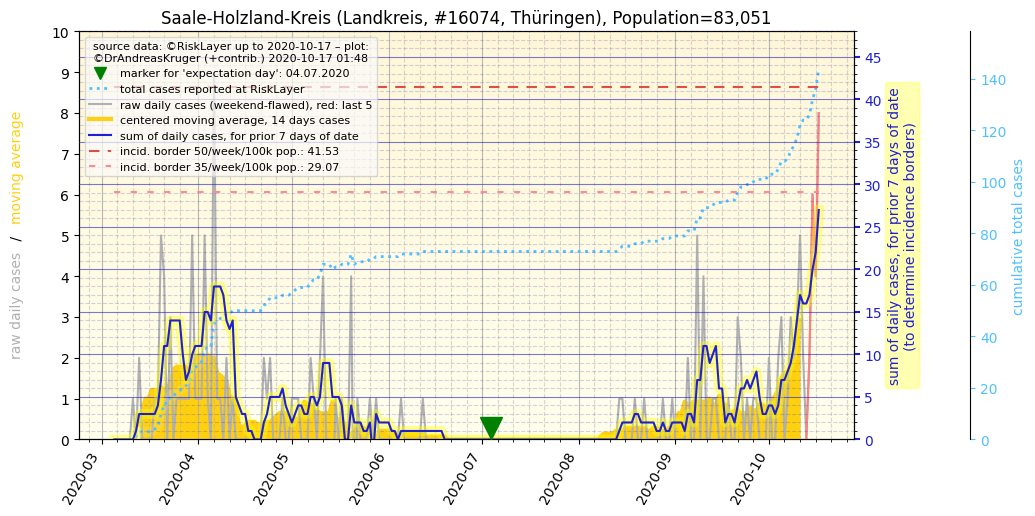 Saale-Holzland-Kreis (Landkreis, #16074, Thüringen), Population=83,051
source data: ©RiskLayer up to 2020-10-17 – plot:
©DrAndreasKruger (+contrib.) 2020-10-17 01:48
marker for 'expectation day': 04.07.2020
total cases reported at RiskLayer
raw daily cases (weekend-flawed), red: last 5
centered moving average, 14 days cases
sum of daily cases, for prior 7 days of date
incid. border 50/week/100k pop.: 41.53
incid. border 35/week/100k pop.: 29.07
raw daily cases / moving average
10
9
8
7
6
5
4
3
2
1
0
2020-03
2020-04
2020-05
2020-06
2020-07
2020-08
2020-09
2020-10
45
40
35
30
25
20
15
10
5
0
sum of daily cases, for prior 7 days of date
(to determine incidence borders)
140
120
100
80
60
40
20
0
cumulative total cases